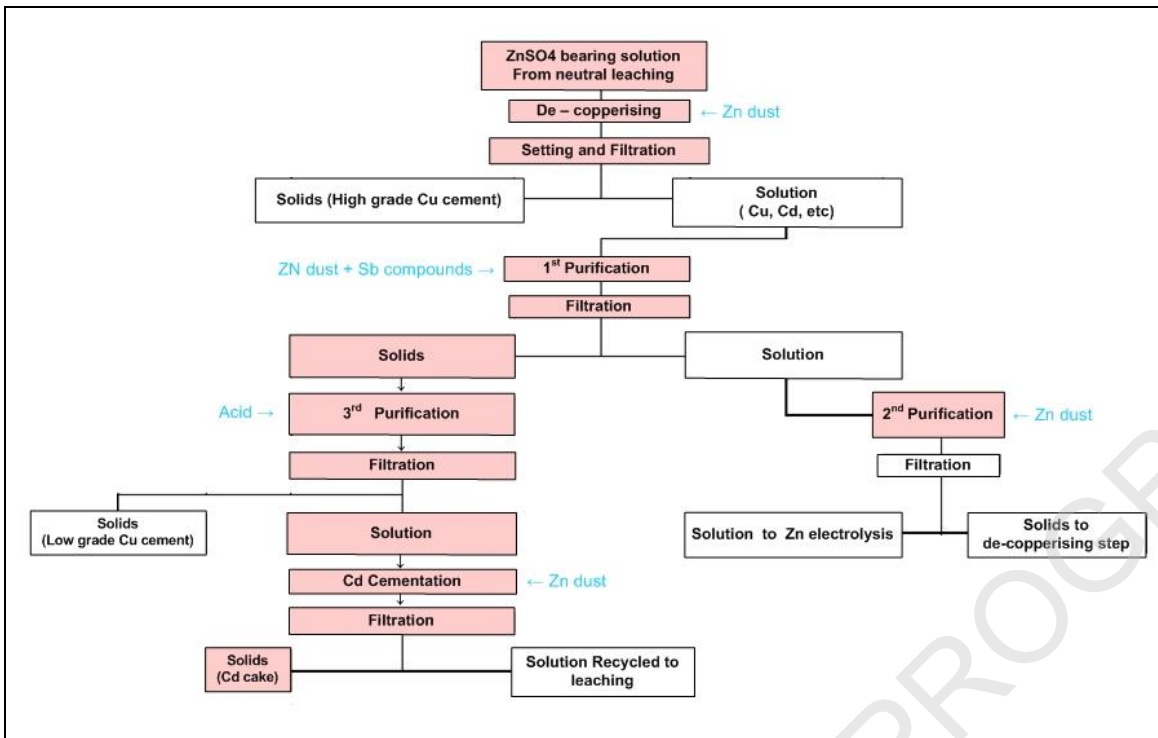 ZnSO4 bearing solution
From neutral leaching
De – copperising
← Zn dust
Setting and Filtration
Solids (High grade Cu cement)
Solution
( Cu, Cd, etc)
ZN dust + Sb compounds →
1st Purification
Filtration
Solids
Solution
Acid →
3rd Purification
2nd Purification
← Zn dust
Filtration
Filtration
Solids
(Low grade Cu cement)
Solution
Solution to Zn electrolysis
Solids to
de-copperising step
Cd Cementation
← Zn dust
Filtration
Solids
(Cd cake)
Solution Recycled to
leaching